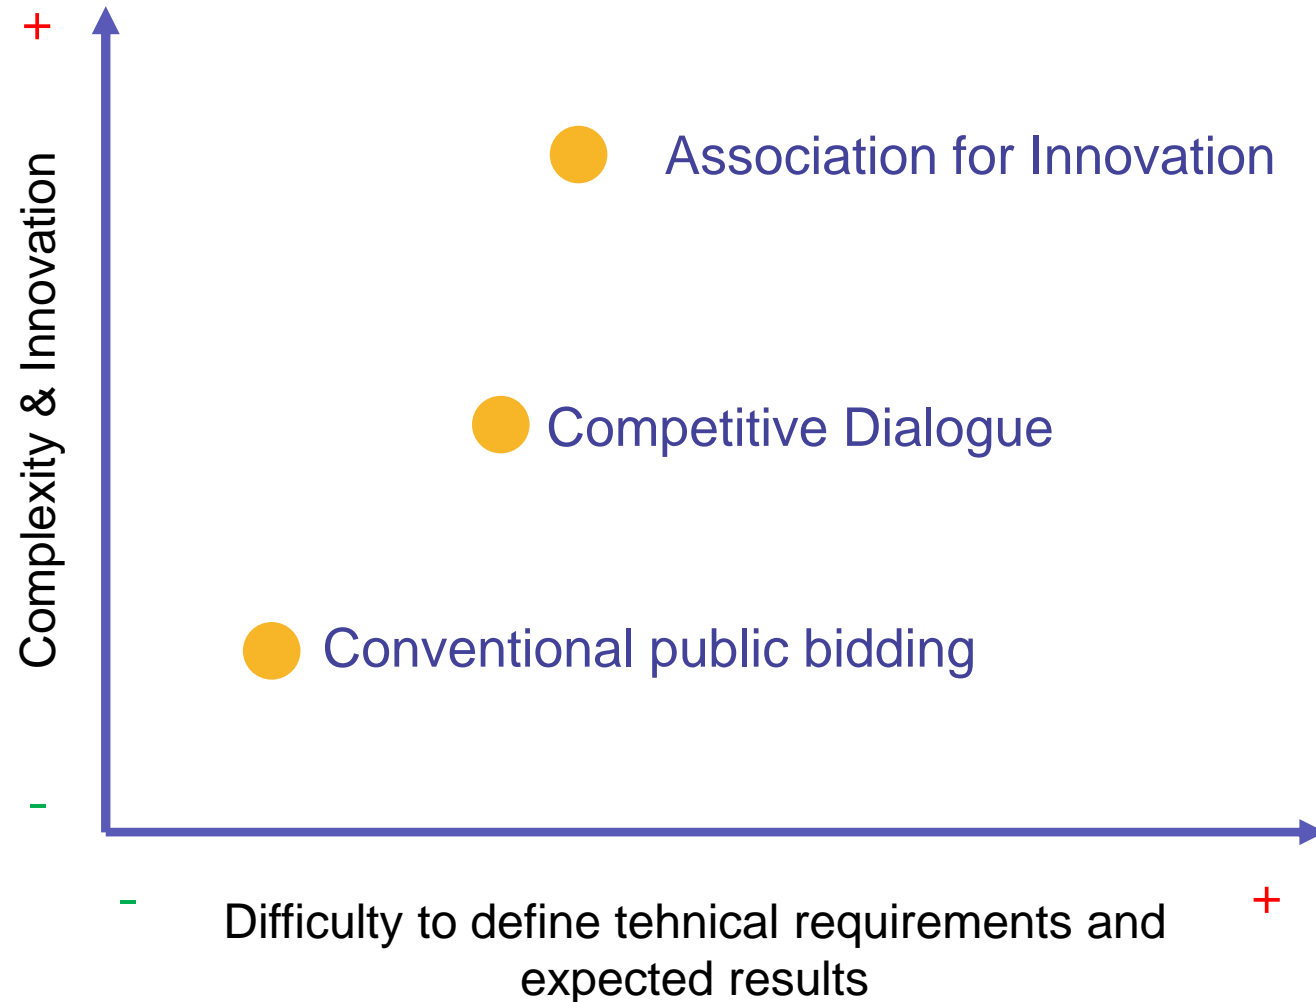 +
Complexity & Innovation
-
Association for Innovation
Competitive Dialogue
Conventional public bidding
-
+
Difficulty to define tehnical requirements and
expected results